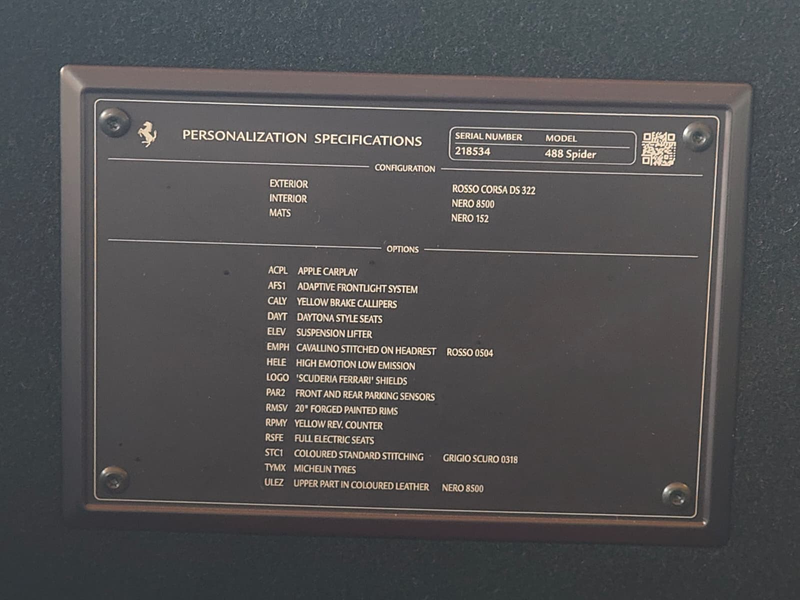 PERSONALIZATION SPECIFICATIONS
SERIAL NUMBER MODEL
218534 488 Spider
CONFIGURATION
EXTERIOR ROSSO CORSA DS 322
INTERIOR NERO 8500
MATS NERO 152
OPTIONS
ACPL APPLE CARPLAY
AFS1 ADAPTIVE FRONTLIGHT SYSTEM
CALY YELLOW BRAKE CALLIPERS
DAYT DAYTONA STYLE SEATS
ELEV SUSPENSION LIFTER
EMPH CAVALLINO STITCHED ON HEADREST ROSSO 0504
HELE HIGH EMOTION LOW EMISSION
LOGO 'SCUDERIA FERRARI' SHIELDS
PAR2 FRONT AND REAR PARKING SENSORS
RMSV 20" FORGED PAINTED RIMS
RPMY YELLOW REV. COUNTER
RSFE FULL ELECTRIC SEATS
STC1 COLOURED STANDARD STITCHING GRIGIO SCURO 0318
TYMX MICHELIN TYRES
ULEZ UPPER PART IN COLOURED LEATHER NERO 8500